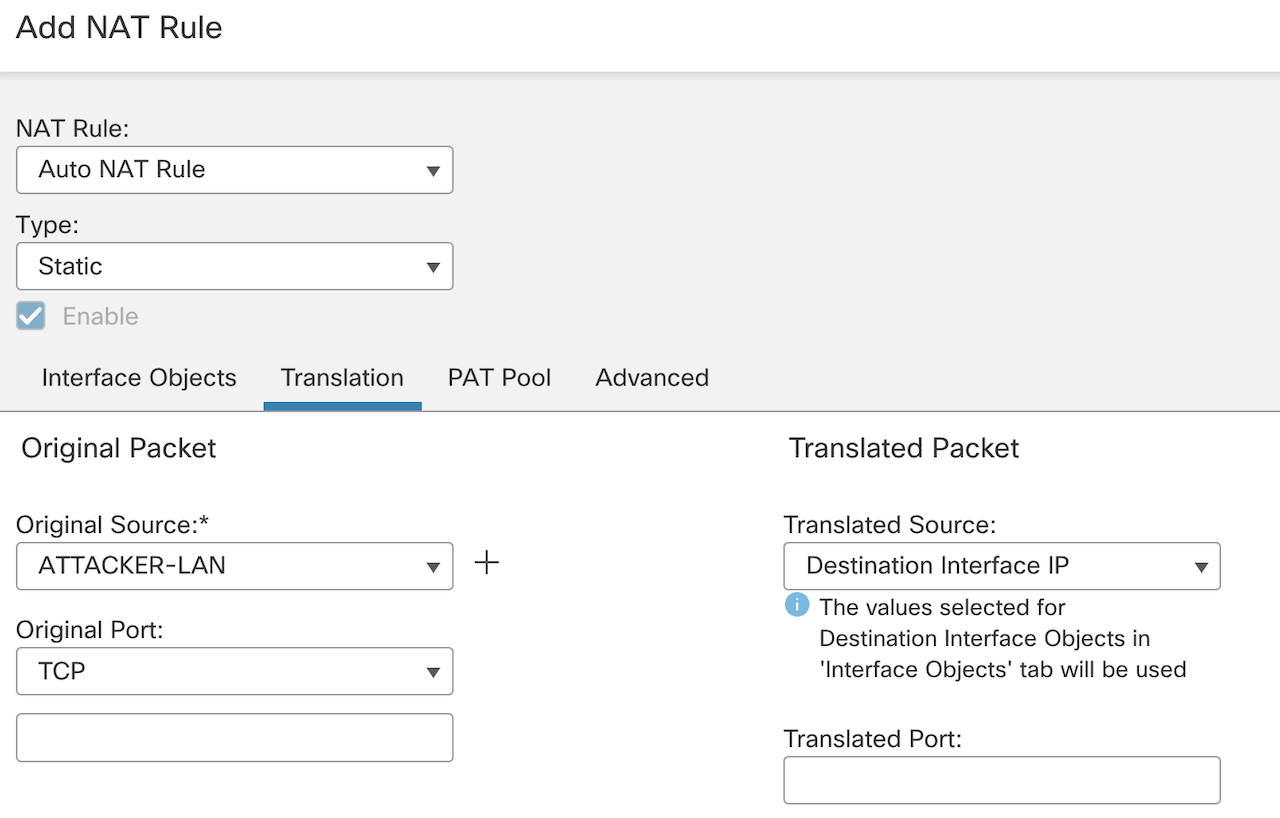 Add NAT Rule
NAT Rule:
Auto NAT Rule
Type:
Static
Enable
Interface Objects Translation PAT Pool Advanced
Original Packet
Translated Packet
Original Source:*
ATTACKER-LAN
Translated Source:
Destination Interface IP
The values selected for
Destination Interface Objects in
'Interface Objects' tab will be used
Original Port:
TCP
Translated Port: